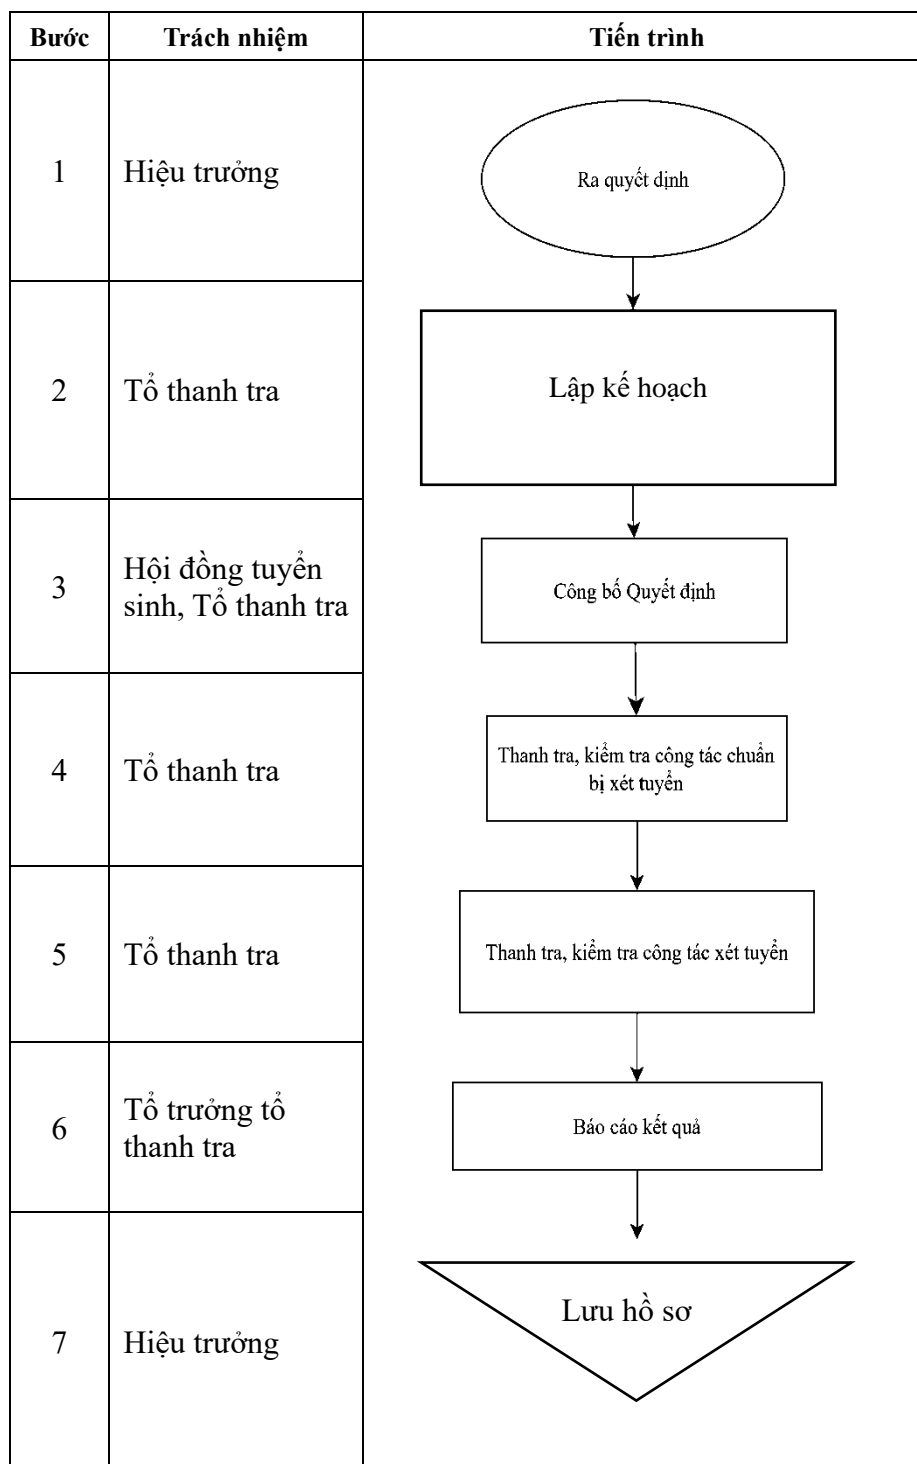 Bước Trách nhiệm Tiến trình
1 Hiệu trưởng Ra quyết định
2 Tổ thanh tra Lập kế hoạch
3 Hội đồng tuyển
sinh, Tổ thanh tra
Công bố Quyết định
4 Tổ thanh tra
Thanh tra, kiểm tra công tác chuẩn
bị xét tuyển
5 Tổ thanh tra Thanh tra, kiểm tra công tác xét tuyển
6 Tổ trưởng tổ
thanh tra
Báo cáo kết quả
7 Hiệu trưởng Lưu hồ sơ